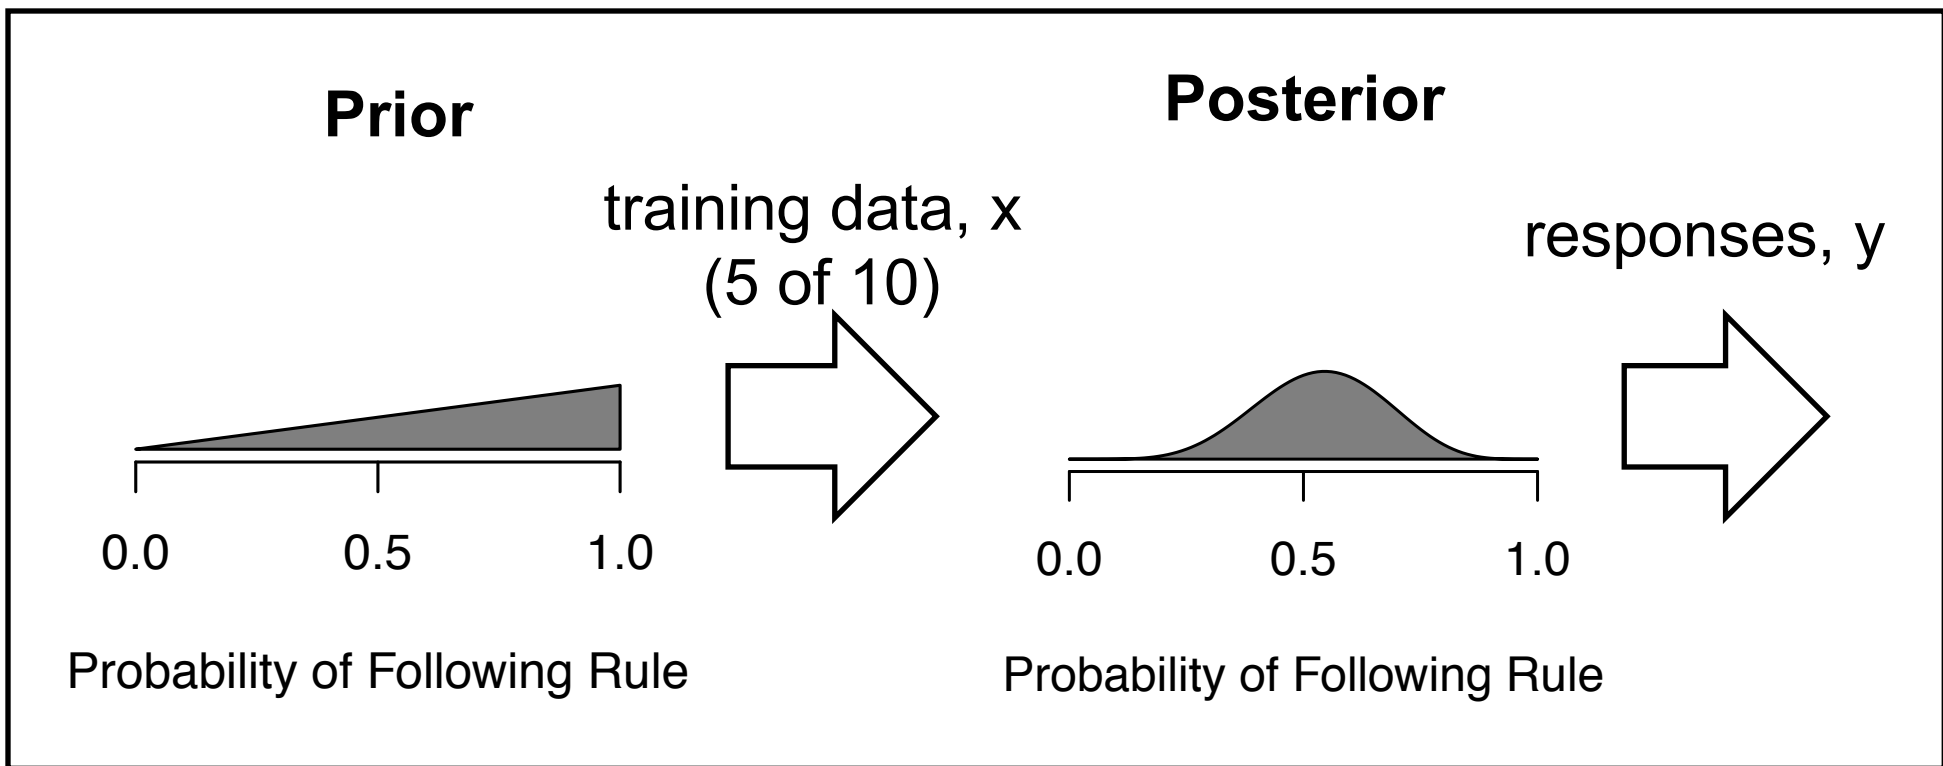 Prior
Posterior
training data, x
(5 of 10)
responses, y
0.0 0.5 1.0
Probability of Following Rule
0.0 0.5 1.0
Probability of Following Rule